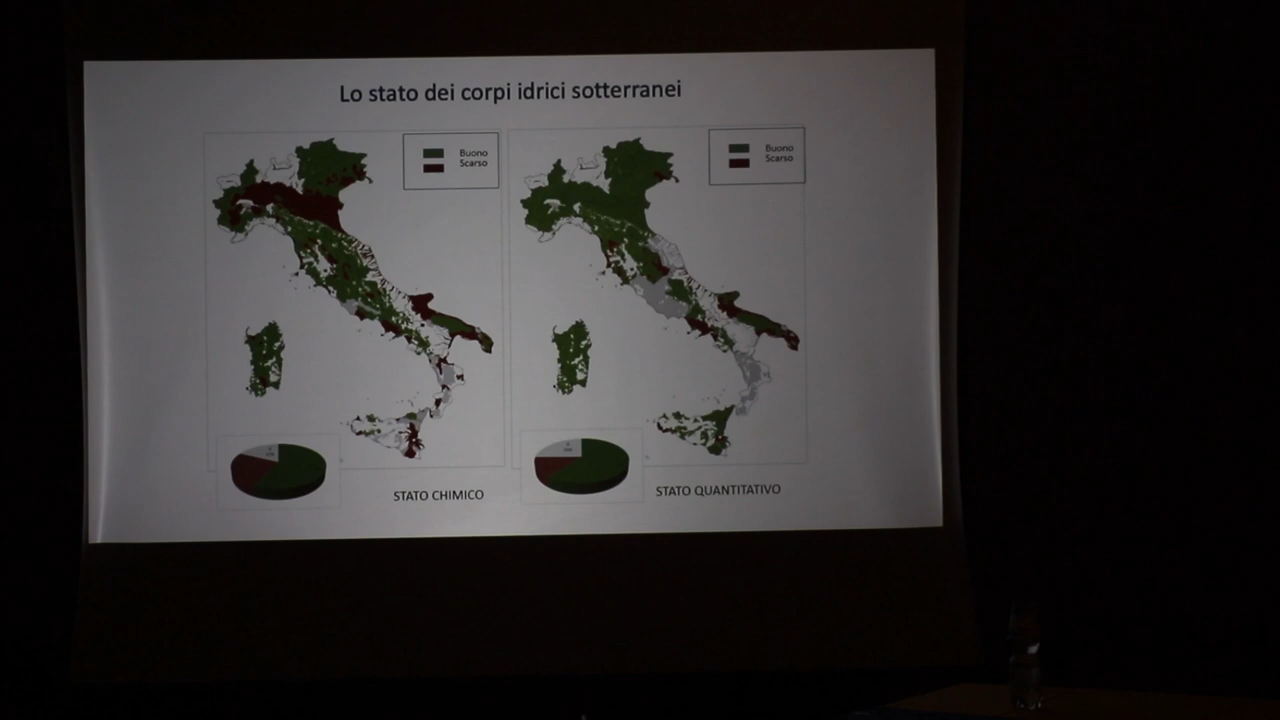 Lo stato dei corpi idrici sotterranei
Buono
Scarso
Buono
Scarso
STATO CHIMICO
STATO QUANTITATIVO